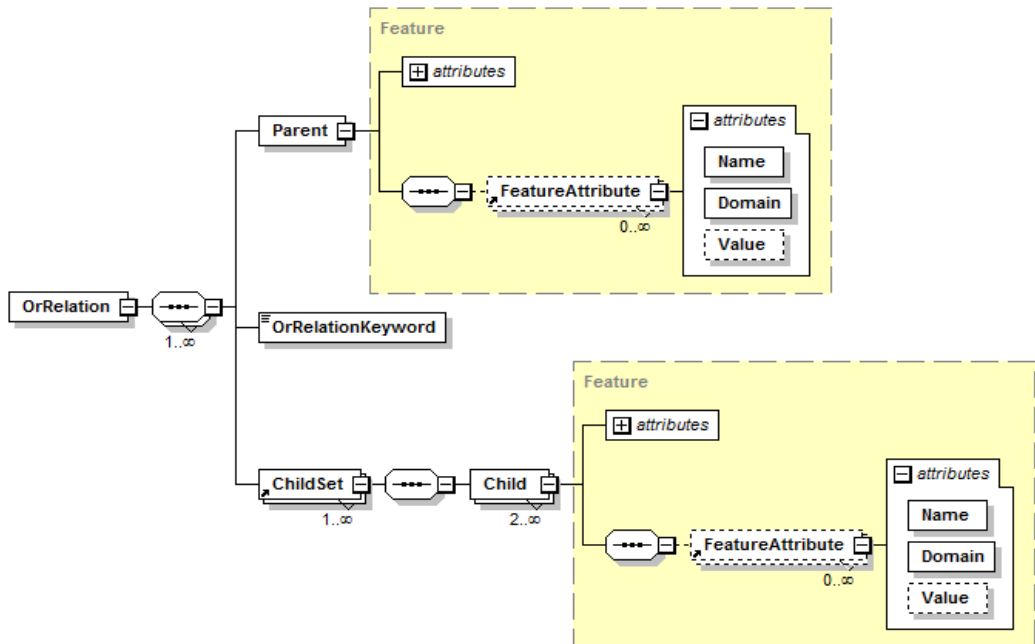 Feature
attributes
Parent
attributes
Name
FeatureAttribute
Domain
0..∞
Value
OrRelation
1..∞
OrRelationKeyword
Feature
attributes
ChildSet
Child
1..∞
2..∞
attributes
Name
FeatureAttribute
Domain
0..∞
Value